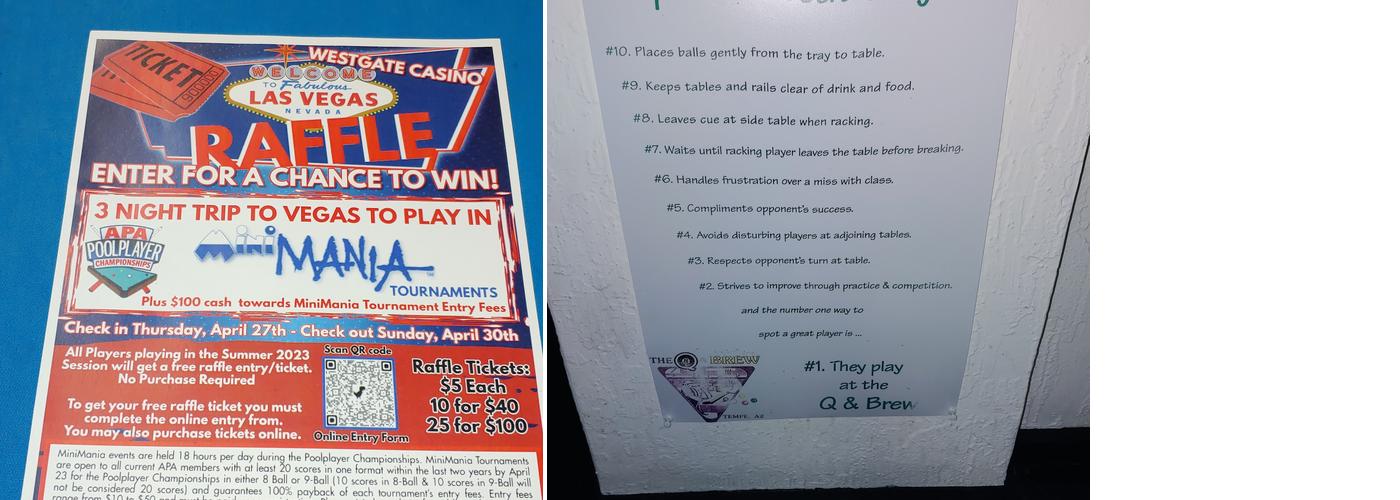 TICKET
000006
WESTGATE CASINO
WELCOME
TO Fabulous
LAS VEGAS
NEVADA
RAFFLE
ENTER FOR A CHANCE TO WIN!
3 NIGHT TRIP TO VEGAS TO PLAY IN
APA
POOLPLAYER
CHAMPIONSHIPS
MiNi MANIA
TOURNAMENTS
Plus $100 cash towards MiniMania Tournament Entry Fees
Check in Thursday, April 27th - Check out Sunday, April 30th
All Players playing in the Summer 2023
Session will get a free raffle entry/ticket.
No Purchase Required
To get your free raffle ticket you must
complete the online entry from.
You may also purchase tickets online.
Scan QR code
Online Entry Form
Raffle Tickets:
$5 Each
10 for $40
25 for $100
MiniMania events are held 18 hours per day during the Poolplayer Championships. MiniMania Tournaments
are open to all current APA members with at least 20 scores in one format within the last two years by April
23 for the Poolplayer Championships in either 8 Ball or 9-Ball (10 scores in 8-Ball & 10 scores in 9-Ball will
not be considered 20 scores) and guarantees 100% payback of each tournament's entry fees. Entry fees
range from $10 to $50 and must be
#10. Places balls gently from the tray to table.
#9. Keeps tables and rails clear of drink and food.
#8. Leaves cue at side table when racking.
#7. Waits until racking player leaves the table before breaking.
#6. Handles frustration over a miss with class.
#5. Compliments opponent's success.
#4. Avoids disturbing players at adjoining tables.
#3. Respects opponent's turn at table.
#2. Strives to improve through practice & competition.
and the number one way to
spot a great player is ...
THE Q & BREW
TEMPE, AZ
#1. They play
at the
Q & Brew